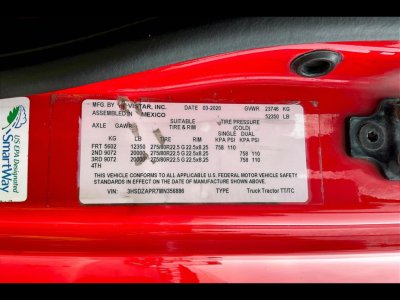 MFG. BY VISTAR, INC. DATE 03-2020 GVWR 23746 KG
ASSEMBLED IN MEXICO 52350 LB
AXLE GAWR SUITABLE TIRE & RIM TIRE PRESSURE (COLD)
SINGLE DUAL
KG LB TIRE RIM KPA PSI KPA PSI
FRT 5602 12350 275/80R22.5 G 22.5x8.25 758 110
2ND 9072 20000 275/80R22.5 G 22.5x8.25 758 110
3RD 9072 20000 275/80R22.5 G 22.5x8.25 758 110
4TH
THIS VEHICLE CONFORMS TO ALL APPLICABLE U.S. FEDERAL MOTOR VEHICLE SAFETY
STANDARDS IN EFFECT ON THE DATE OF MANUFACTURE SHOWN ABOVE.
VIN: 3HSDZAPR7MN356886 TYPE: Truck Tractor TT/TC
US EPA Designated
SmartWay